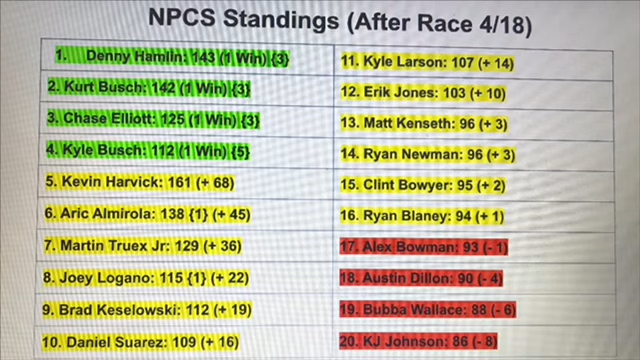 NPCS Standings (After Race 4/18)
1. Denny Hamlin: 143 (1 Win) {3}
2. Kurt Busch: 142 (1 Win) {3}
3. Chase Elliott: 125 (1 Win) {3}
4. Kyle Busch: 112 (1 Win) {5}
5. Kevin Harvick: 161 (+ 68)
6. Aric Almirola: 138 {1} (+ 45)
7. Martin Truex Jr: 129 (+ 36)
8. Joey Logano: 115 {1} (+ 22)
9. Brad Keselowski: 112 (+ 19)
10. Daniel Suarez: 109 (+ 16)
11. Kyle Larson: 107 (+ 14)
12. Erik Jones: 103 (+ 10)
13. Matt Kenseth: 96 (+ 3)
14. Ryan Newman: 96 (+ 3)
15. Clint Bowyer: 95 (+ 2)
16. Ryan Blaney: 94 (+ 1)
17. Alex Bowman: 93 (- 1)
18. Austin Dillon: 90 (- 4)
19. Bubba Wallace: 88 (- 6)
20. KJ Johnson: 86 (- 8)